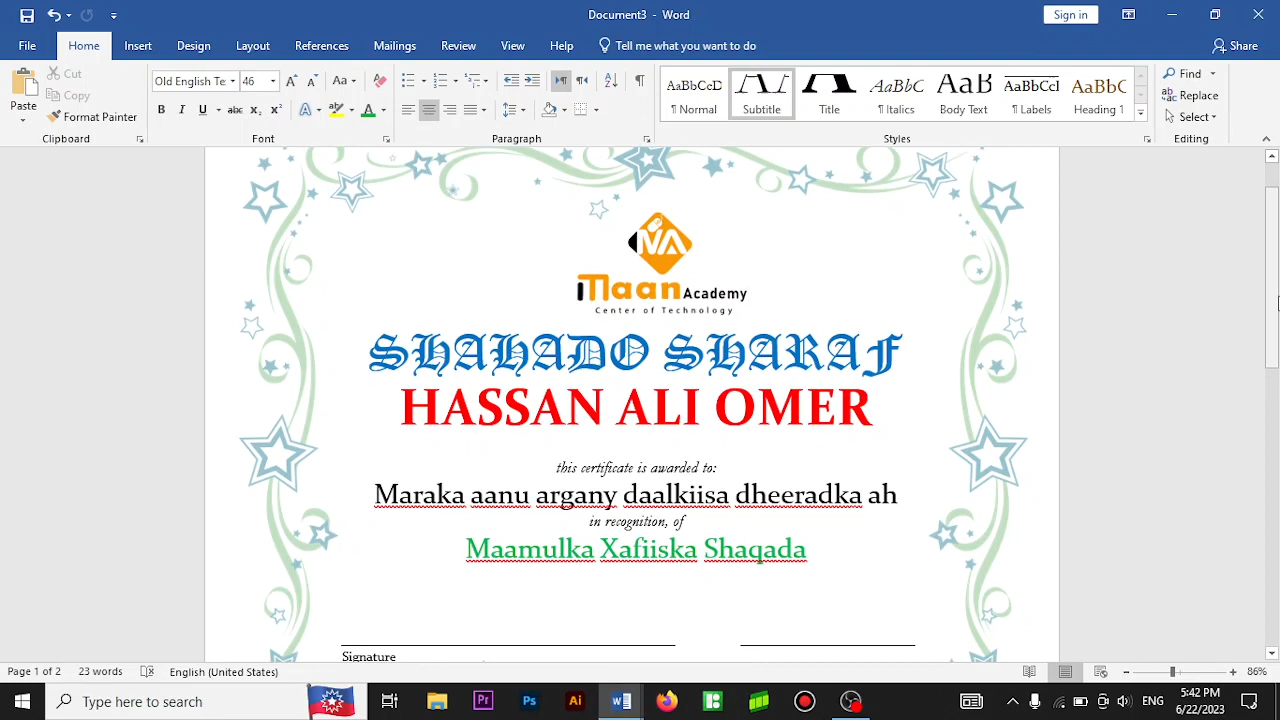 Document3 - Word
Sign in
File Home Insert Design Layout References Mailings Review View Help Tell me what you want to do Share
Paste
Cut
Copy
Format Painter
Clipboard
Old English Te 46
Font
Paragraph
AaBbCcD
¶ Normal
Subtitle
Title
AaBbC
¶ Italics
AaB
Body Text
AaBbCc
¶ Labels
AaBbC
Heading 1
Styles
Find
Replace
Select
Editing
iMaan Academy
Center of Technology
SHAHADO SHARAF
HASSAN ALI OMER
this certificate is awarded to:
Maraka aanu argany daalkiisa dheeradka ah
in recognition, of
Maamulka Xafiiska Shaqada
Signature
Page 1 of 2 23 words English (United States) 86%
Type here to search
Pr Ps Ai
ENG
5:42 PM
6/22/2023